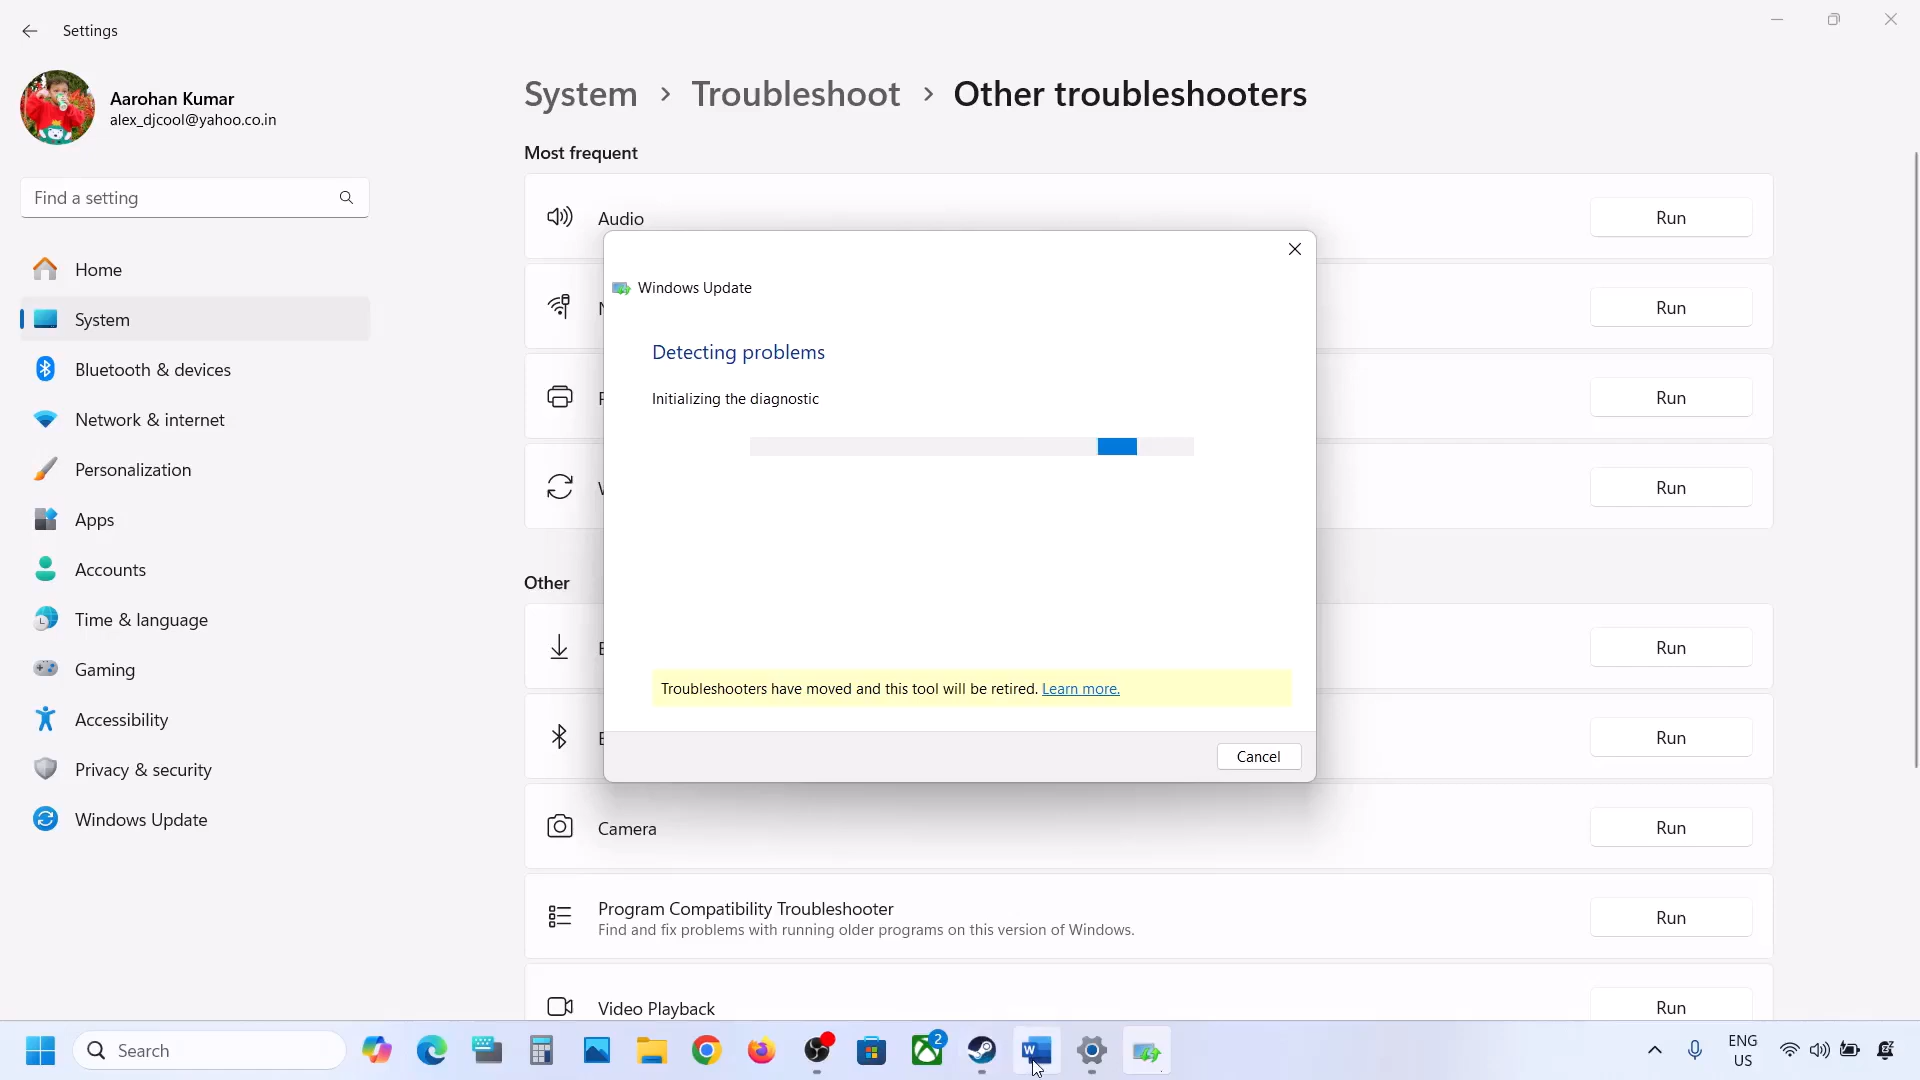 Settings
Aarohan Kumar
alex_djcool@yahoo.co.in
Find a setting
Home
System
Bluetooth & devices
Network & internet
Personalization
Apps
Accounts
Time & language
Gaming
Accessibility
Privacy & security
Windows Update
System > Troubleshoot > Other troubleshooters
Most frequent
Audio
Run
Run
Run
Run
Windows Update
Detecting problems
Initializing the diagnostic
Troubleshooters have moved and this tool will be retired. Learn more.
Cancel
Other
Run
Run
Camera
Run
Program Compatibility Troubleshooter
Find and fix problems with running older programs on this version of Windows.
Run
Video Playback
Run
Search
2
ENG
US